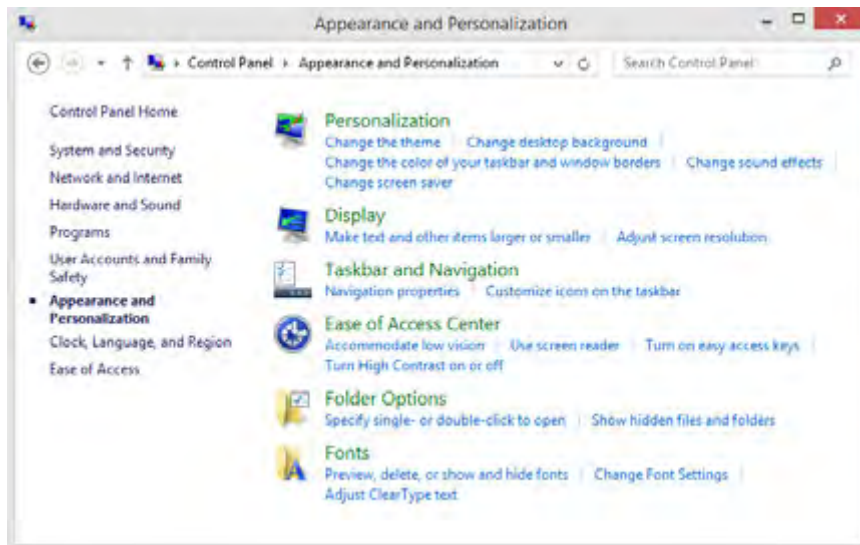 Appearance and Personalization
Control Panel Appearance and Personalization Search Control Panel
Control Panel Home
System and Security
Network and Internet
Hardware and Sound
Programs
User Accounts and Family
Safety
Appearance and
Personalization
Clock, Language, and Region
Ease of Access
Personalization
Change the theme Change desktop background
Change the color of your taskbar and window borders Change sound effects
Change screen saver
Display
Make text and other items larger or smaller Adjust screen resolution
Taskbar and Navigation
Navigation properties Customize icons on the taskbar
Ease of Access Center
Accommodate low vision Use screen reader Turn on easy access keys
Turn High Contrast on or off
Folder Options
Specify single- or double-click to open Show hidden files and folders
Fonts
Preview, delete, or show and hide fonts Change Font Settings
Adjust ClearType text